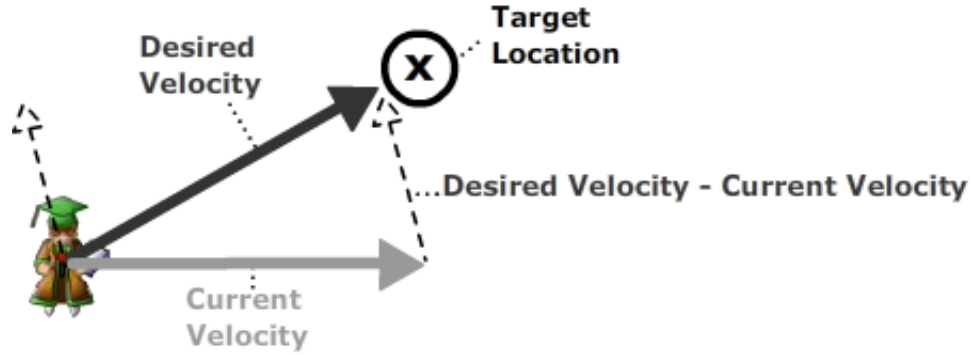 Target
Location
Desired
Velocity
X
...Desired Velocity - Current Velocity
Current
Velocity